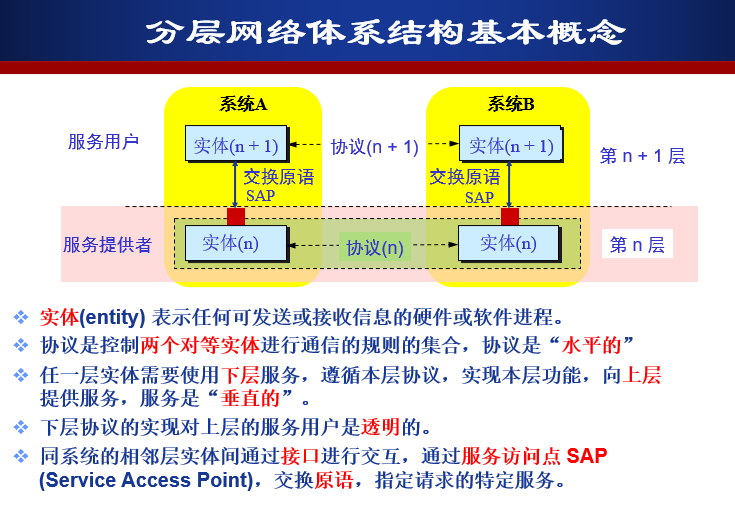 分层网络体系结构基本概念
系统A
系统B
服务用户
实体(n + 1)
协议(n + 1)
实体(n + 1)
第 n + 1 层
交换原语
SAP
交换原语
SAP
服务提供者
实体(n)
协议(n)
实体(n)
第 n 层
实体(entity) 表示任何可发送或接收信息的硬件或软件进程。
协议是控制两个对等实体进行通信的规则的集合，协议是“水平的”
任一层实体需要使用下层服务，遵循本层协议，实现本层功能，向上层
提供服务，服务是“垂直的”。
下层协议的实现对上层的服务用户是透明的。
同系统的相邻层实体间通过接口进行交互，通过服务访问点 SAP
(Service Access Point)，交换原语，指定请求的特定服务。